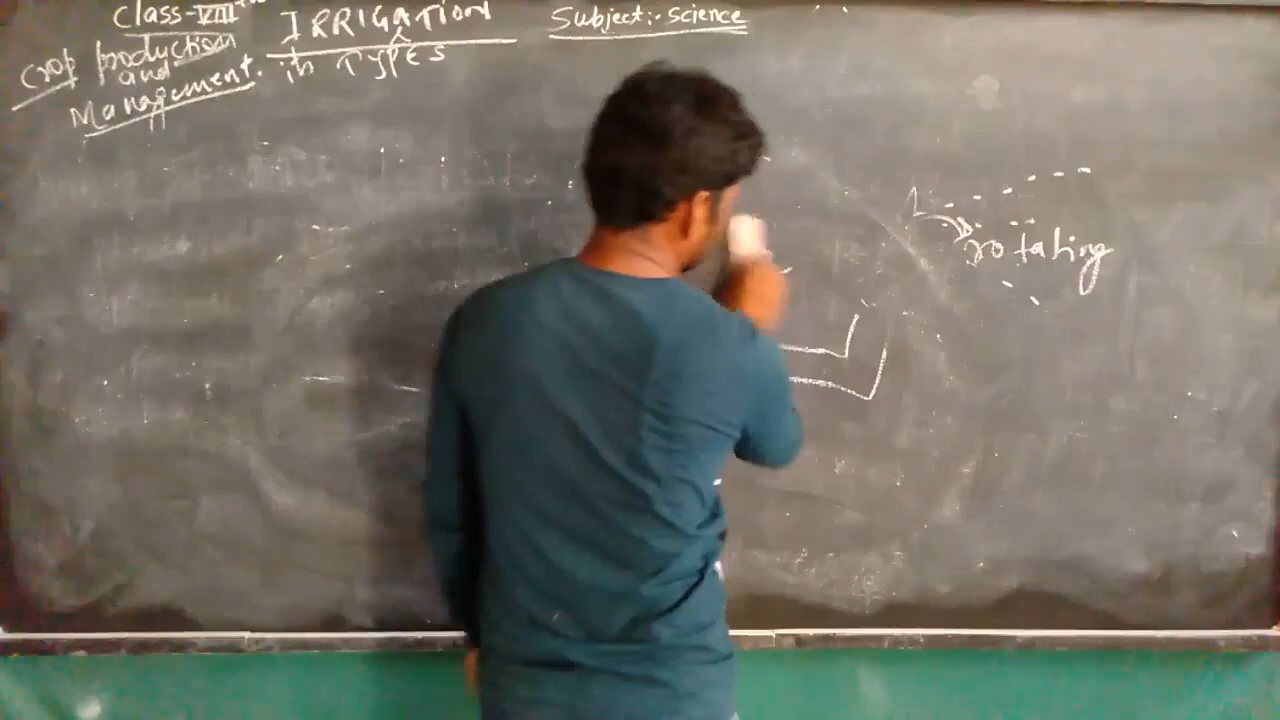 Class-VIII
IRRIGATION
Subject:- Science
Crop production
and
Management.
in TYPES
rotating